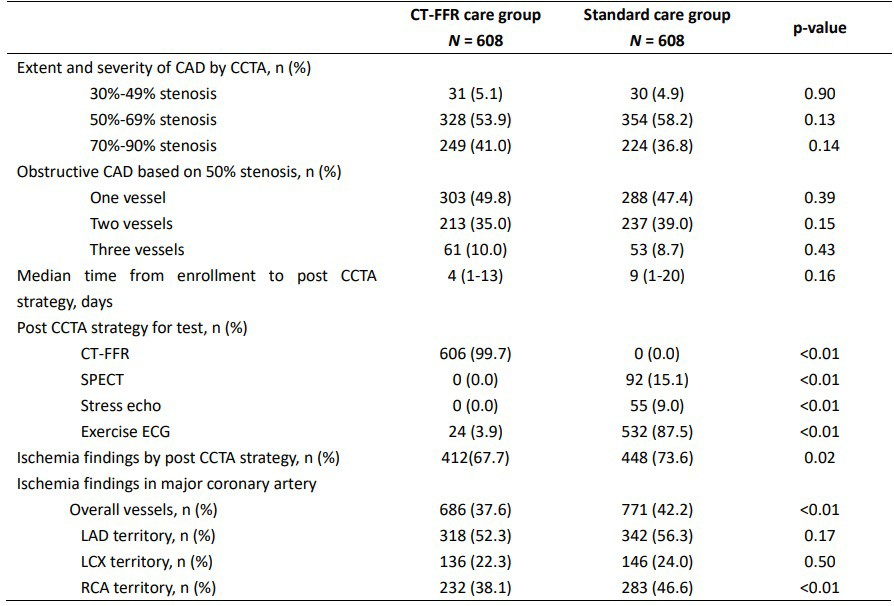 CT-FFR care group Standard care group p-value
N = 608 N = 608
Extent and severity of CAD by CCTA, n (%)
30%-49% stenosis 31 (5.1) 30 (4.9) 0.90
50%-69% stenosis 328 (53.9) 354 (58.2) 0.13
70%-90% stenosis 249 (41.0) 224 (36.8) 0.14
Obstructive CAD based on 50% stenosis, n (%)
One vessel 303 (49.8) 288 (47.4) 0.39
Two vessels 213 (35.0) 237 (39.0) 0.15
Three vessels 61 (10.0) 53 (8.7) 0.43
Median time from enrollment to post CCTA 4 (1-13) 9 (1-20) 0.16
strategy, days
Post CCTA strategy for test, n (%)
CT-FFR 606 (99.7) 0 (0.0) <0.01
SPECT 0 (0.0) 92 (15.1) <0.01
Stress echo 0 (0.0) 55 (9.0) <0.01
Exercise ECG 24 (3.9) 532 (87.5) <0.01
Ischemia findings by post CCTA strategy, n (%) 412(67.7) 448 (73.6) 0.02
Ischemia findings in major coronary artery
Overall vessels, n (%) 686 (37.6) 771 (42.2) <0.01
LAD territory, n (%) 318 (52.3) 342 (56.3) 0.17
LCX territory, n (%) 136 (22.3) 146 (24.0) 0.50
RCA territory, n (%) 232 (38.1) 283 (46.6) <0.01